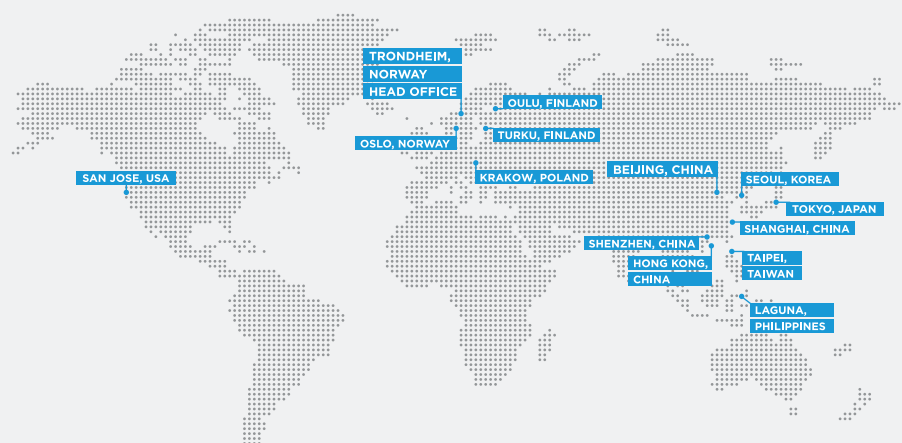 TRONDHEIM,
NORWAY
HEAD OFFICE
OULU, FINLAND
TURKU, FINLAND
OSLO, NORWAY
KRAKOW, POLAND
SAN JOSE, USA
BEIJING, CHINA
SEOUL, KOREA
TOKYO, JAPAN
SHANGHAI, CHINA
SHENZHEN, CHINA
HONG KONG,
CHINA
TAIPEI,
TAIWAN
LAGUNA,
PHILIPPINES